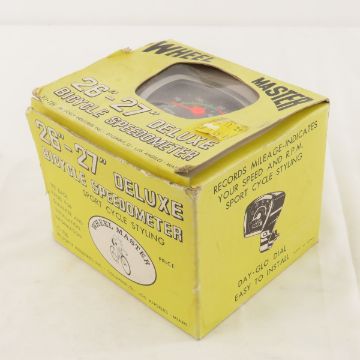 WHEEL MASTER
26"-27" DELUXE
BICYCLE SPEEDOMETER
26"-27" DELUXE
BICYCLE SPEEDOMETER
SPORT CYCLE STYLING
WHEEL MASTER
PRICE
RECORDS MILEAGE-INDICATES
YOUR SPEED AND R.P.M.
SPORT CYCLE STYLING
DAY-GLO DIAL
EASY TO INSTALL